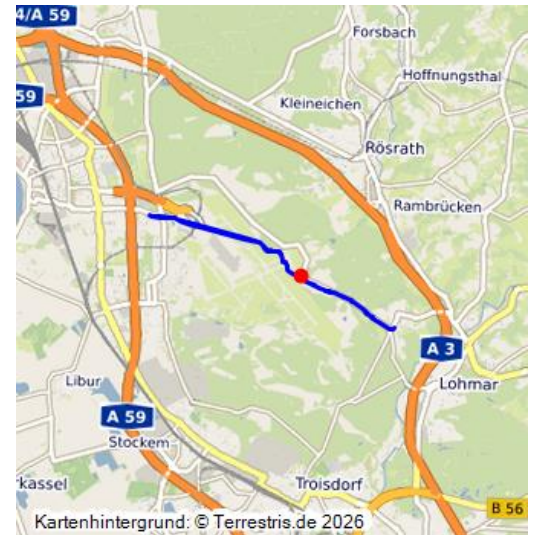 4/A 59
Forsbach
59
Hoffnungsthal
Kleineichen
Rösrath
Rambrücken
A 3
Libur
Lohmar
A 59
Stockem
rkassel
Troisdorf
B 56
Kartenhintergrund: © Terrestris.de 2026